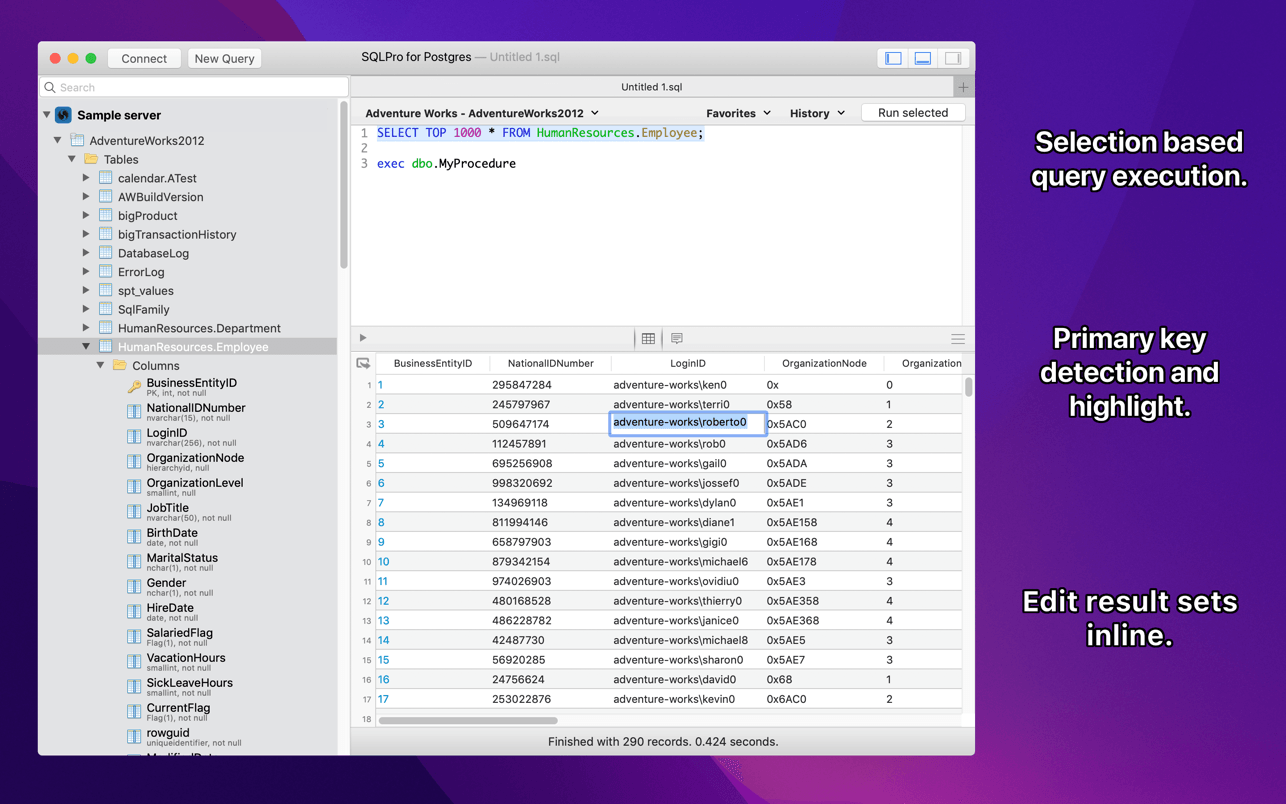 Connect
New Query
SQLPro for Postgres — Untitled 1.sql
Search
Untitled 1.sql
Sample server
AdventureWorks2012
Tables
calendar.ATest
AWBuildVersion
bigProduct
bigTransactionHistory
DatabaseLog
ErrorLog
spt_values
SqlFamily
HumanResources.Department
HumanResources.Employee
Columns
BusinessEntityID
PK, int, not null
NationalIDNumber
nvarchar(15), not null
LoginID
nvarchar(256), not null
OrganizationNode
hierarchyid, null
OrganizationLevel
smallint, null
JobTitle
nvarchar(50), not null
BirthDate
date, not null
MaritalStatus
nchar(1), not null
Gender
nchar(1), not null
HireDate
date, not null
SalariedFlag
Flag(1), not null
VacationHours
smallint, not null
SickLeaveHours
smallint, not null
CurrentFlag
Flag(1), not null
rowguid
uniqueidentifier, not null
Adventure Works - AdventureWorks2012
Favorites
History
Run selected
1 SELECT TOP 1000 * FROM HumanResources.Employee;
2
3 exec dbo.MyProcedure
BusinessEntityID NationalIDNumber LoginID OrganizationNode Organization
1 1 295847284 adventure-works\ken0 0x 0
2 2 245797967 adventure-works\terri0 0x58 1
3 3 509647174 adventure-works\roberto0 0x5AC0 2
4 4 112457891 adventure-works\rob0 0x5AD6 3
5 5 695256908 adventure-works\gail0 0x5ADA 3
6 6 998320692 adventure-works\jossef0 0x5ADE 3
7 7 134969118 adventure-works\dylan0 0x5AE1 3
8 8 811994146 adventure-works\diane1 0x5AE158 4
9 9 658797903 adventure-works\gigi0 0x5AE168 4
10 10 879342154 adventure-works\michael6 0x5AE178 4
11 11 974026903 adventure-works\ovidiu0 0x5AE3 3
12 12 480168528 adventure-works\thierry0 0x5AE358 4
13 13 486228782 adventure-works\janice0 0x5AE368 4
14 14 42487730 adventure-works\michael8 0x5AE5 3
15 15 56920285 adventure-works\sharon0 0x5AE7 3
16 16 24756624 adventure-works\david0 0x68 1
17 17 253022876 adventure-works\kevin0 0x6AC0 2
18
Finished with 290 records. 0.424 seconds.
Selection based
query execution.
Primary key
detection and
highlight.
Edit result sets
inline.